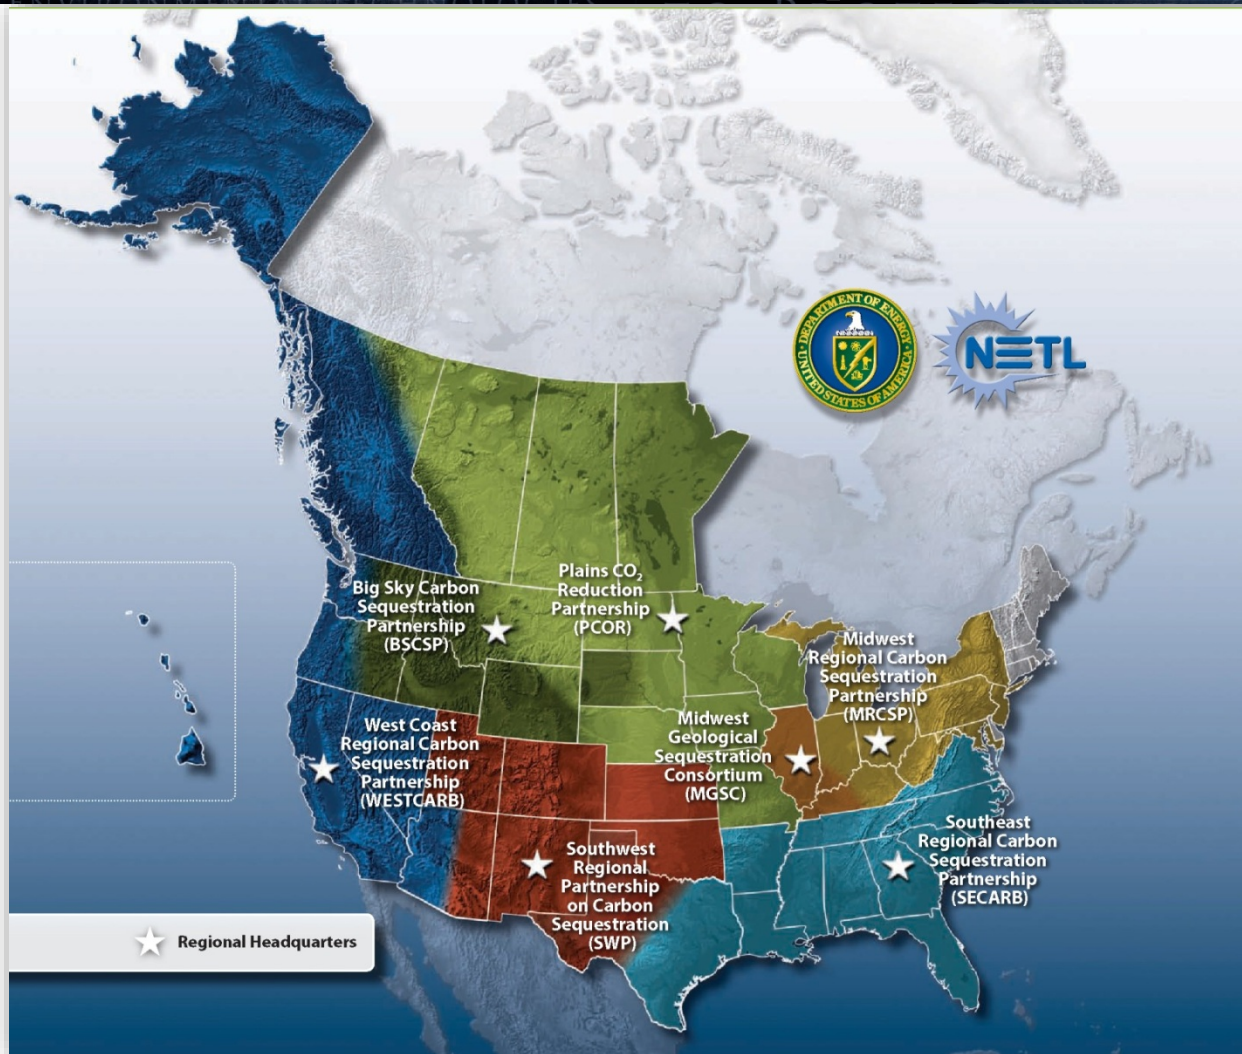 DEPARTMENT OF ENERGY
UNITED STATES OF AMERICA
NETL
Big Sky Carbon
Sequestration
Partnership
(BSCSP)
Plains CO₂
Reduction
Partnership
(PCOR)
Midwest
Regional Carbon
Sequestration
Partnership
(MRCSP)
West Coast
Regional Carbon
Sequestration
Partnership
(WESTCARB)
Midwest
Geological
Sequestration
Consortium
(MGSC)
Southwest
Regional
Partnership
on Carbon
Sequestration
(SWP)
Southeast
Regional Carbon
Sequestration
Partnership
(SECARB)
Regional Headquarters